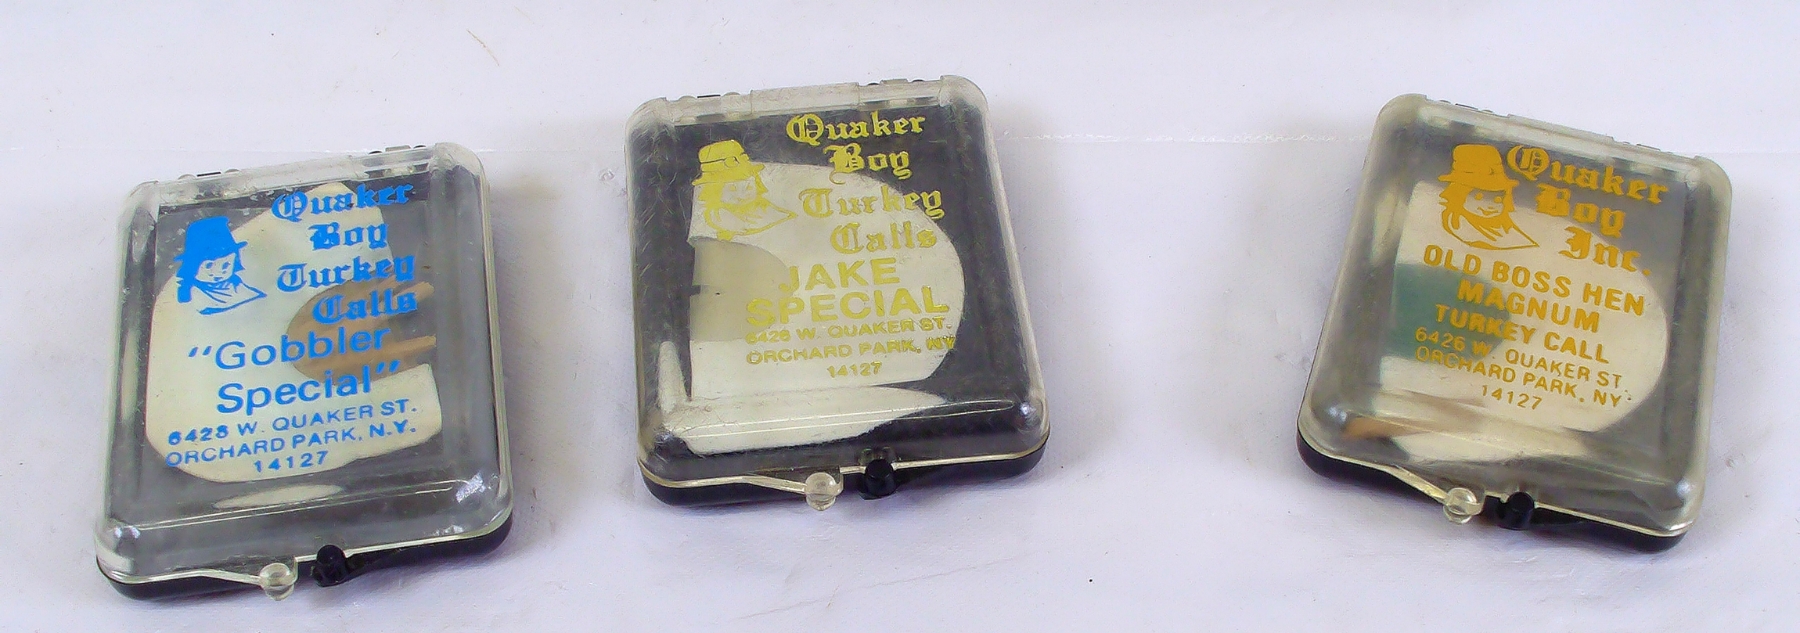 Quaker
Boy
Turkey
Calls
"Gobbler
Special"
6426 W. QUAKER ST.
ORCHARD PARK, N.Y.
14127
Quaker
Boy
Turkey
Calls
JAKE
SPECIAL
6426 W. QUAKER ST.
ORCHARD PARK, NY
14127
Quaker
Boy
Inc.
OLD BOSS HEN
MAGNUM
TURKEY CALL
6426 W. QUAKER ST.
ORCHARD PARK, NY
14127